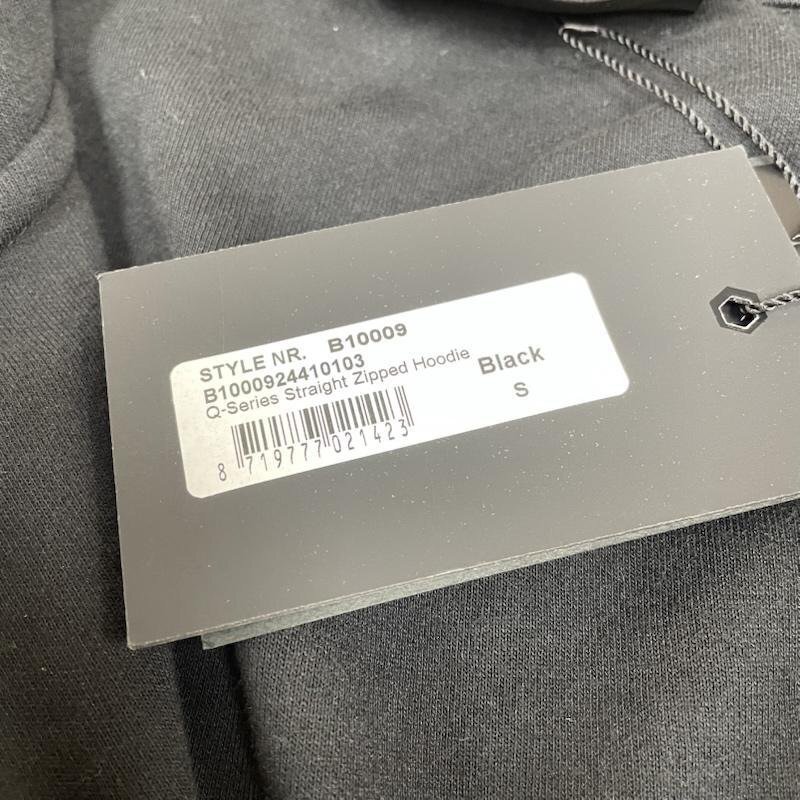 STYLE NR. B10009
B1000924410103
Q-Series Straight Zipped Hoodie
Black
S
8 719777 021423